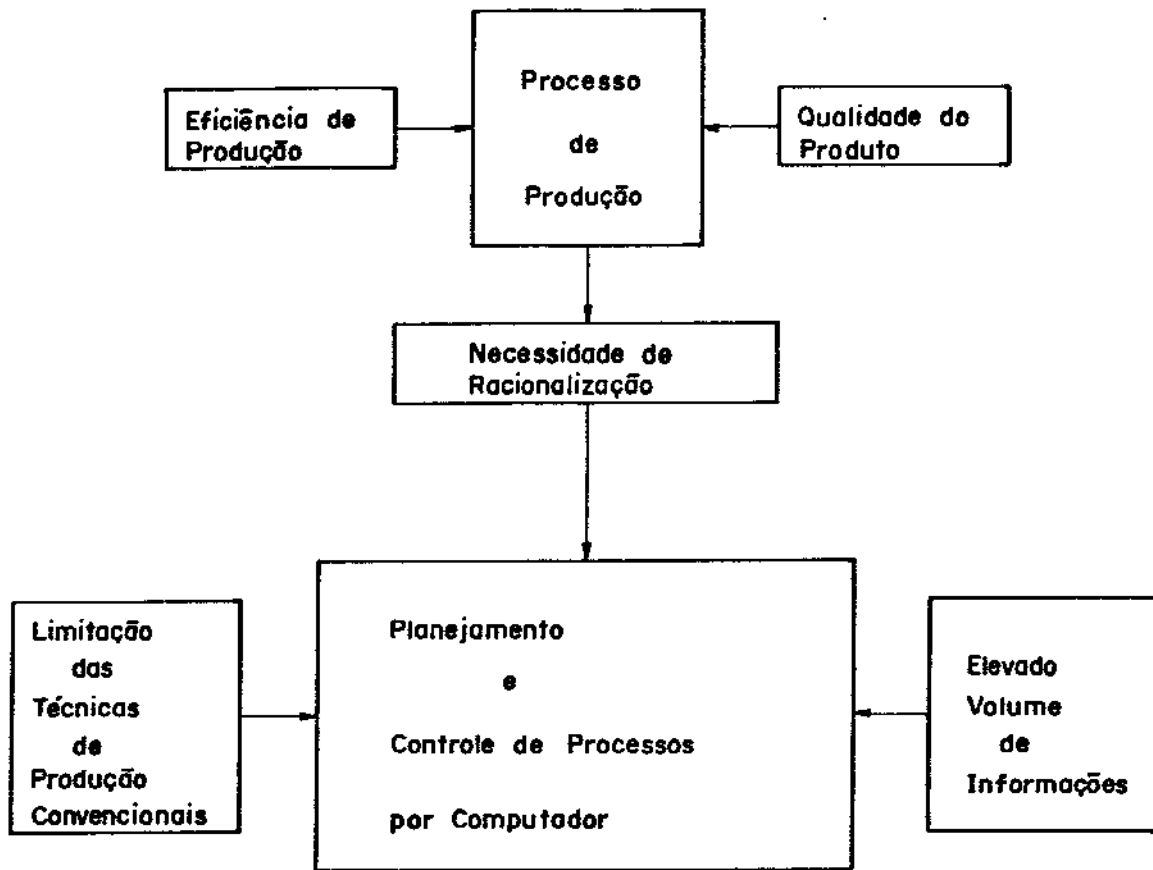 Processo
de
Produção
Eficiência de
Produção
Qualidade do
Produto
Necessidade de
Racionalização
Limitação
das
Técnicas
de
Produção
Convencionais
Planejamento
e
Controle de Processos
por Computador
Elevado
Volume
de
Informações